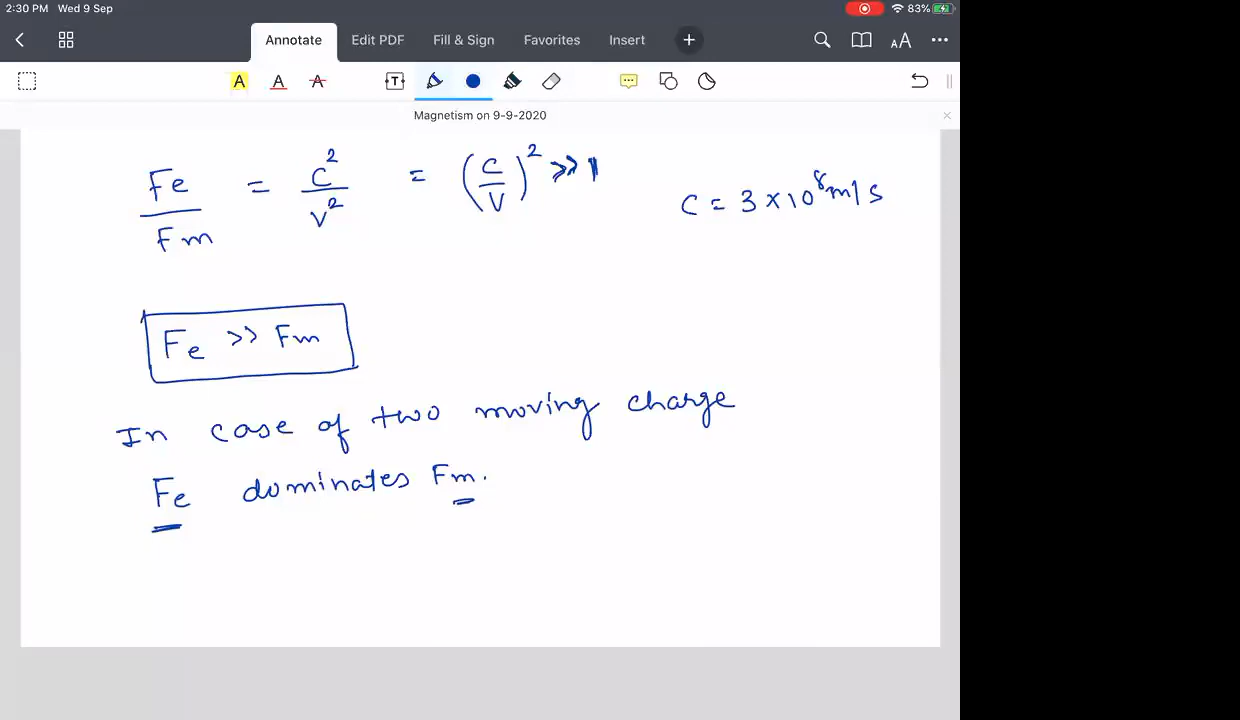 2:30 PM Wed 9 Sep 83%
Annotate Edit PDF Fill & Sign Favorites Insert
Magnetism on 9-9-2020
Fe/Fm = c²/v² = (c/v)² >> 1
c = 3 × 10⁸ m/s
Fe >> Fm
In case of two moving charge
Fe dominates Fm.